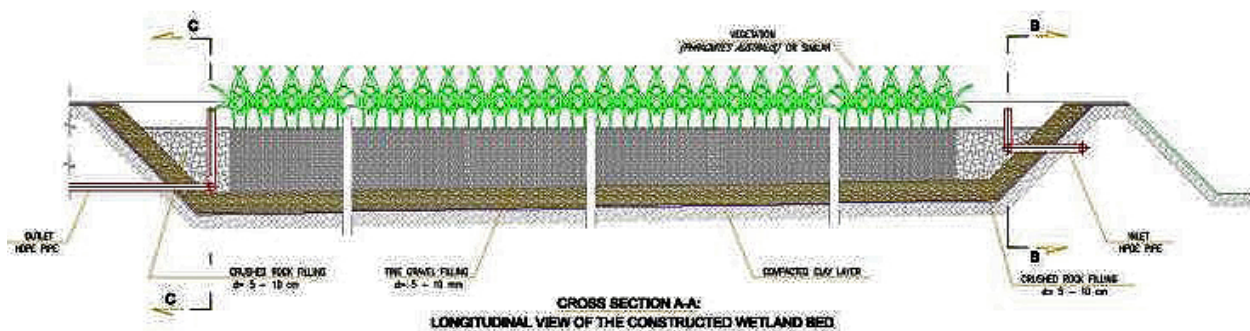 C
B
VEGETATION
(PHRAGMITES AUSTRALIS) OR SIMILAR
OUTLET
HDPE PIPE
INLET
HPDE PIPE
CRUSHED ROCK FILLING
d= 5 - 10 cm
FINE GRAVEL FILLING
d= 5 - 10 mm
COMPACTED CLAY LAYER
CRUSHED ROCK FILLING
d= 5 - 10 cm
B
C
CROSS SECTION A-A:
LONGITUDINAL VIEW OF THE CONSTRUCTED WETLAND BED